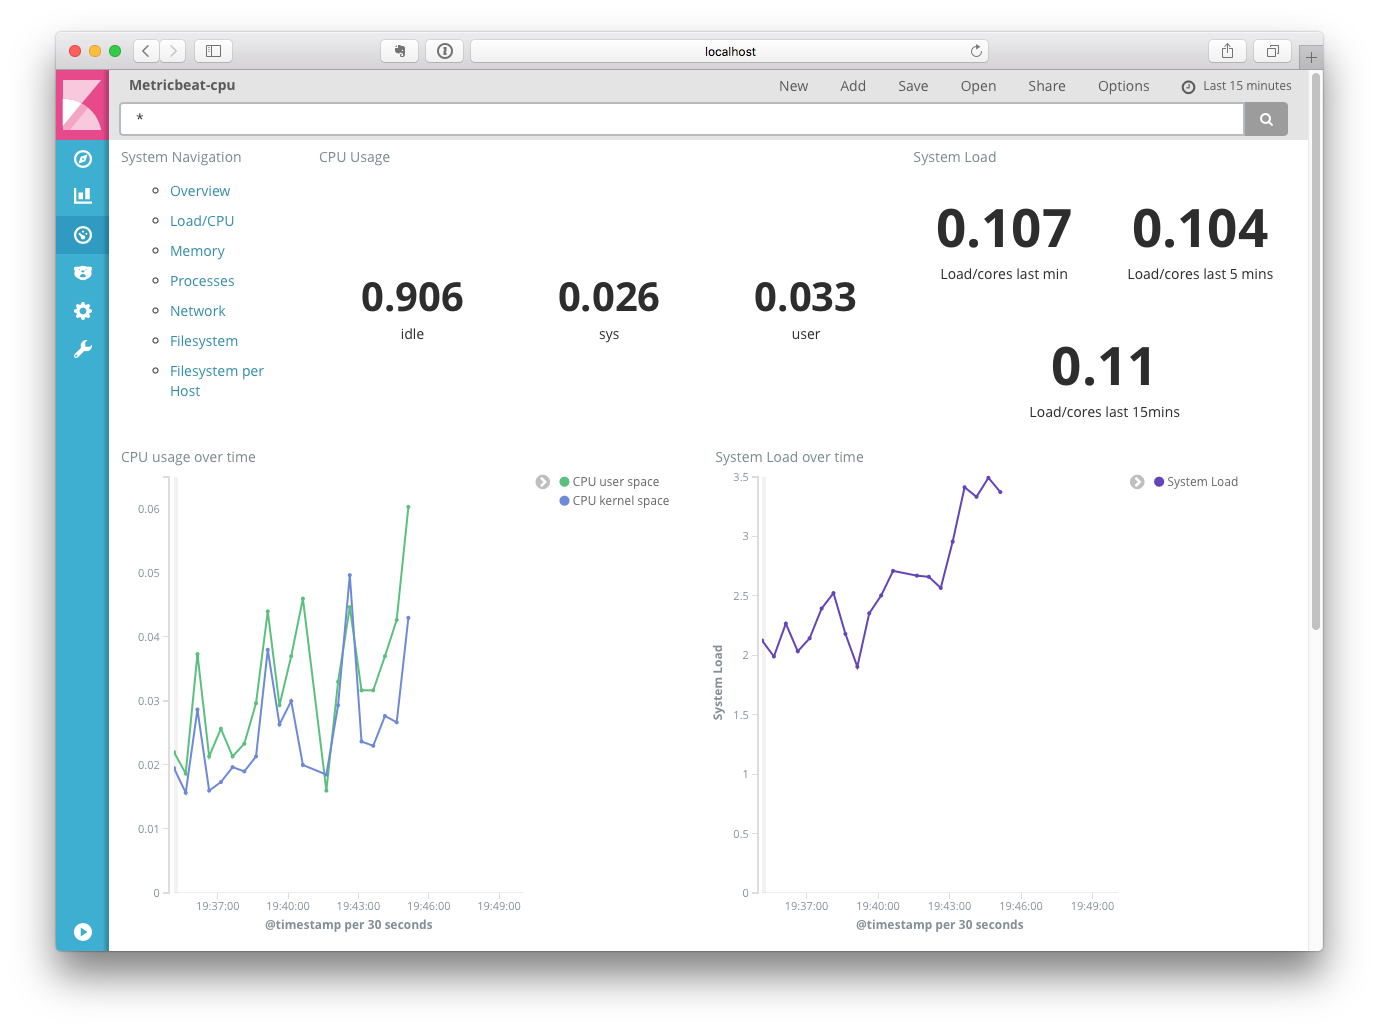 localhost
Metricbeat-cpu
New Add Save Open Share Options Last 15 minutes
*
System Navigation
Overview
Load/CPU
Memory
Processes
Network
Filesystem
Filesystem per
Host
CPU Usage
0.906
idle
0.026
sys
0.033
user
System Load
0.107
Load/cores last min
0.104
Load/cores last 5 mins
0.11
Load/cores last 15mins
CPU usage over time
0.06
0.05
0.04
0.03
0.02
0.01
0
19:37:00 19:40:00 19:43:00 19:46:00 19:49:00
@timestamp per 30 seconds
CPU user space
CPU kernel space
System Load over time
System Load
3.5
3
2.5
2
1.5
1
0.5
0
19:37:00 19:40:00 19:43:00 19:46:00 19:49:00
@timestamp per 30 seconds
System Load